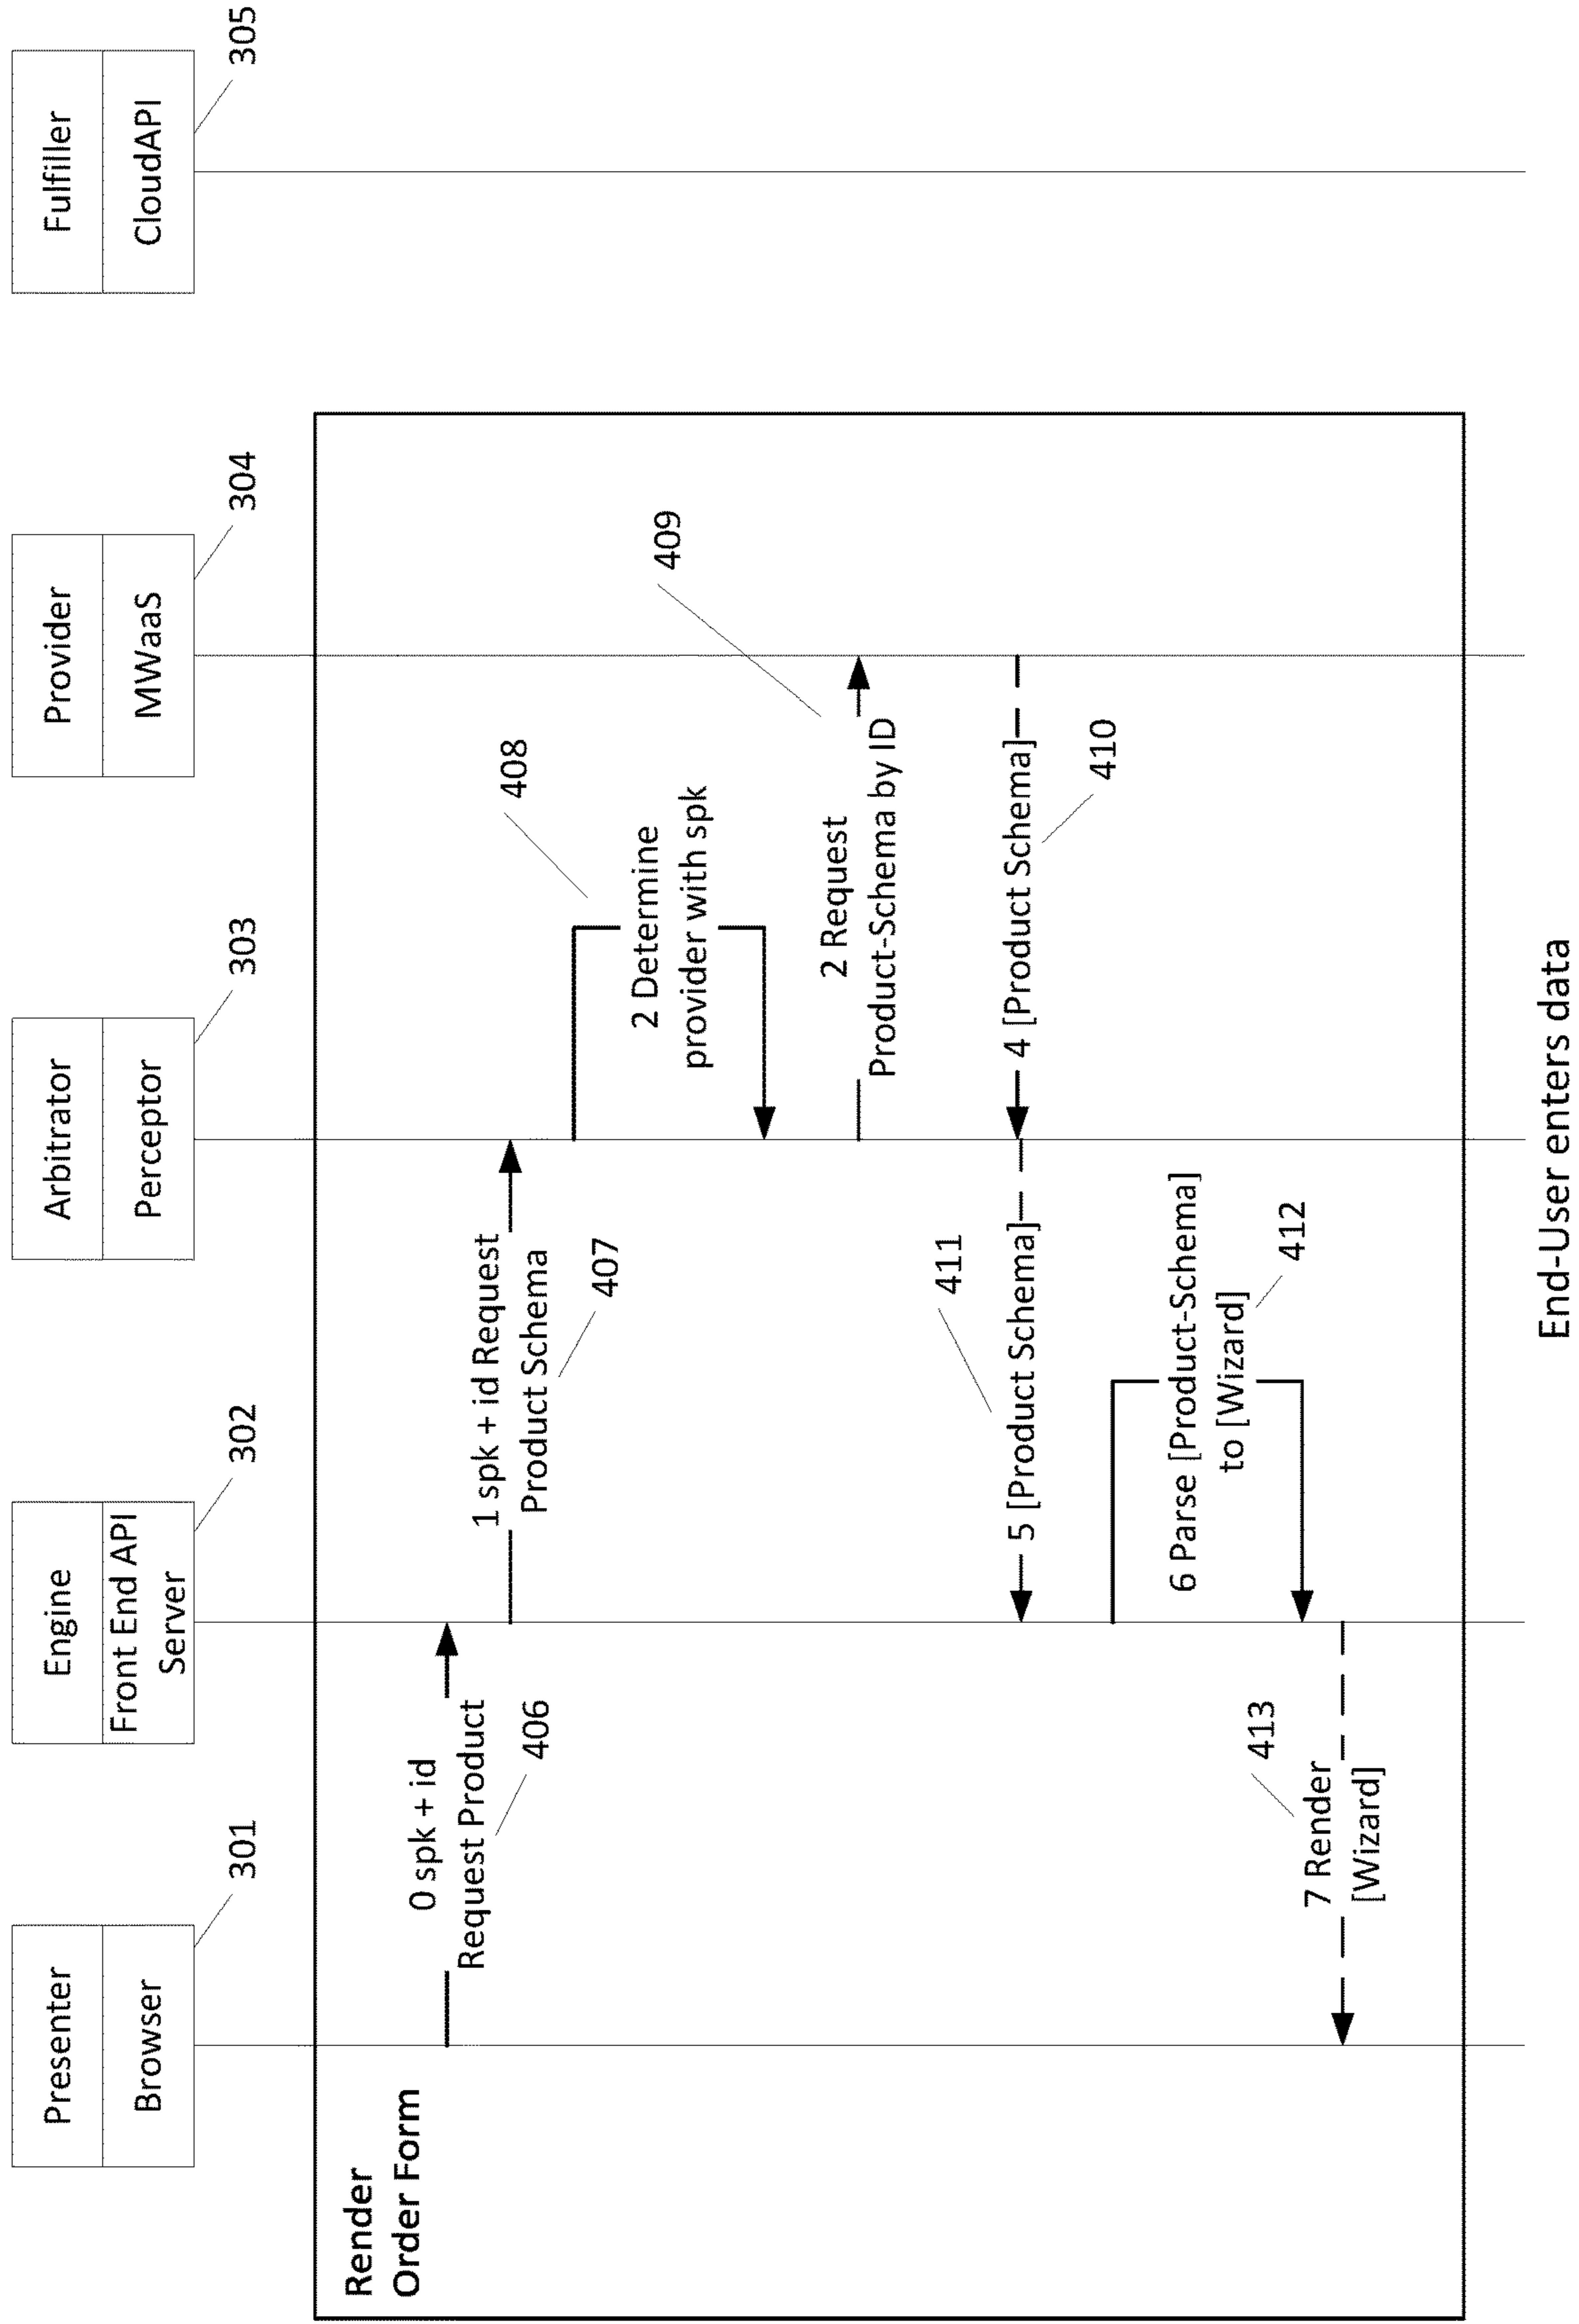 Presenter
Browser
301
Engine
Front End API
Server
302
Arbitrator
Perceptor
303
Provider
MWaaS
304
Fulfiller
CloudAPI
305
Render
Order Form
0 spk + id
Request Product
406
1 spk + id Request
Product Schema
407
2 Determine
provider with spk
408
2 Request
Product-Schema by ID
409
4 [Product Schema]
410
5 [Product Schema]
411
6 Parse [Product-Schema]
to [Wizard]
412
7 Render
[Wizard]
413
End-User enters data